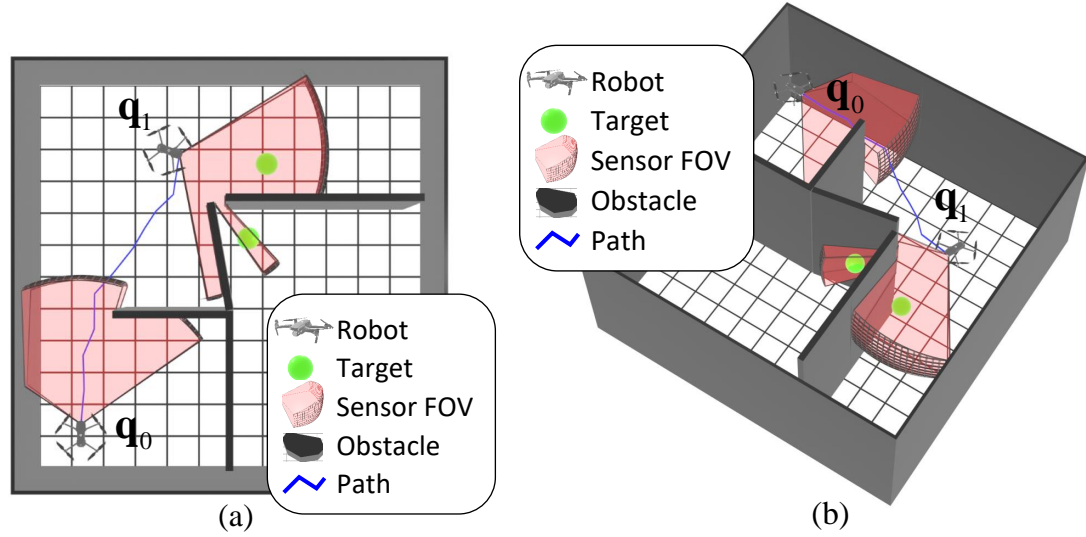 q₁
q₀
Robot
Target
Sensor FOV
Obstacle
Path
(a)
Robot
Target
Sensor FOV
Obstacle
Path
q₀
q₁
(b)